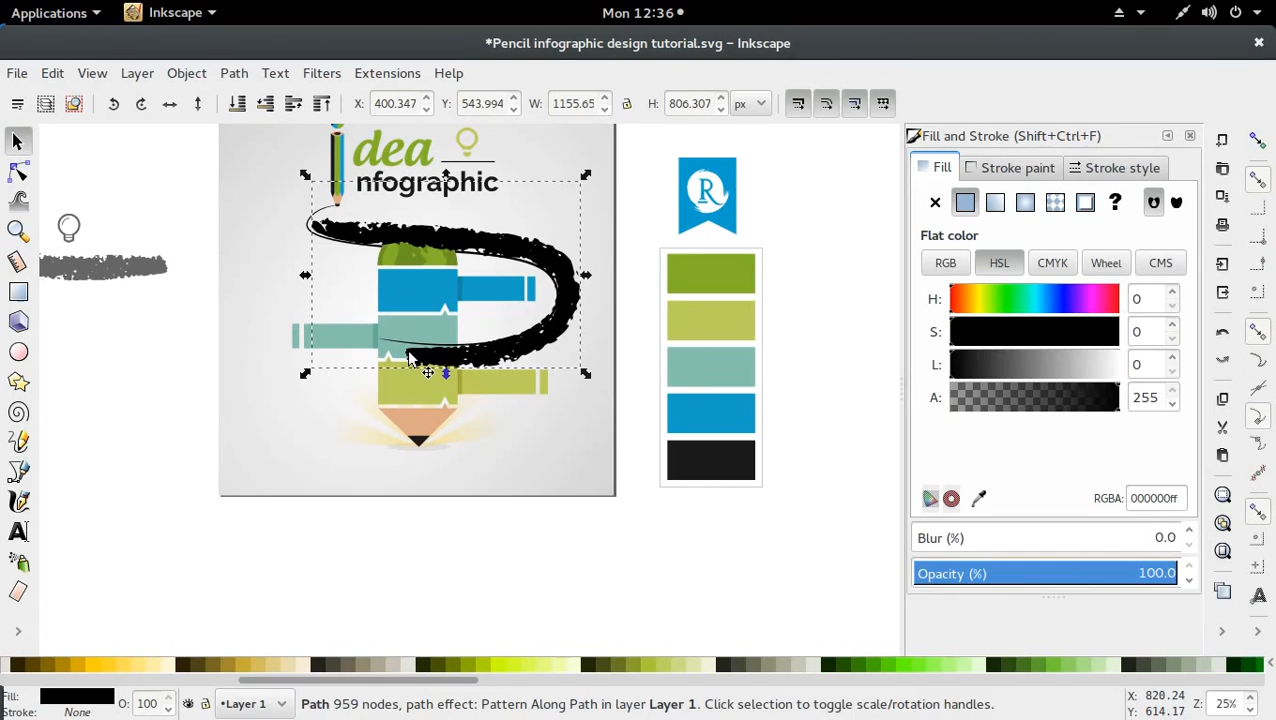 Applications
Inkscape
Mon 12:36
*Pencil infographic design tutorial.svg – Inkscape
File Edit View Layer Object Path Text Filters Extensions Help
X: 400.347 Y: 543.994 W: 1155.65 H: 806.307 px
Fill and Stroke (Shift+Ctrl+F)
Fill Stroke paint Stroke style
?
Flat color
RGB HSL CMYK Wheel CMS
H: 0
S: 0
L: 0
A: 255
RGBA: 000000ff
Blur (%) 0.0
Opacity (%) 100.0
idea
nfographic
R
Fill: O: 100 •Layer 1 Path 959 nodes, path effect: Pattern Along Path in layer Layer 1. Click selection to toggle scale/rotation handles. X: 820.24 Z: 25%
Stroke: None Y: 614.17